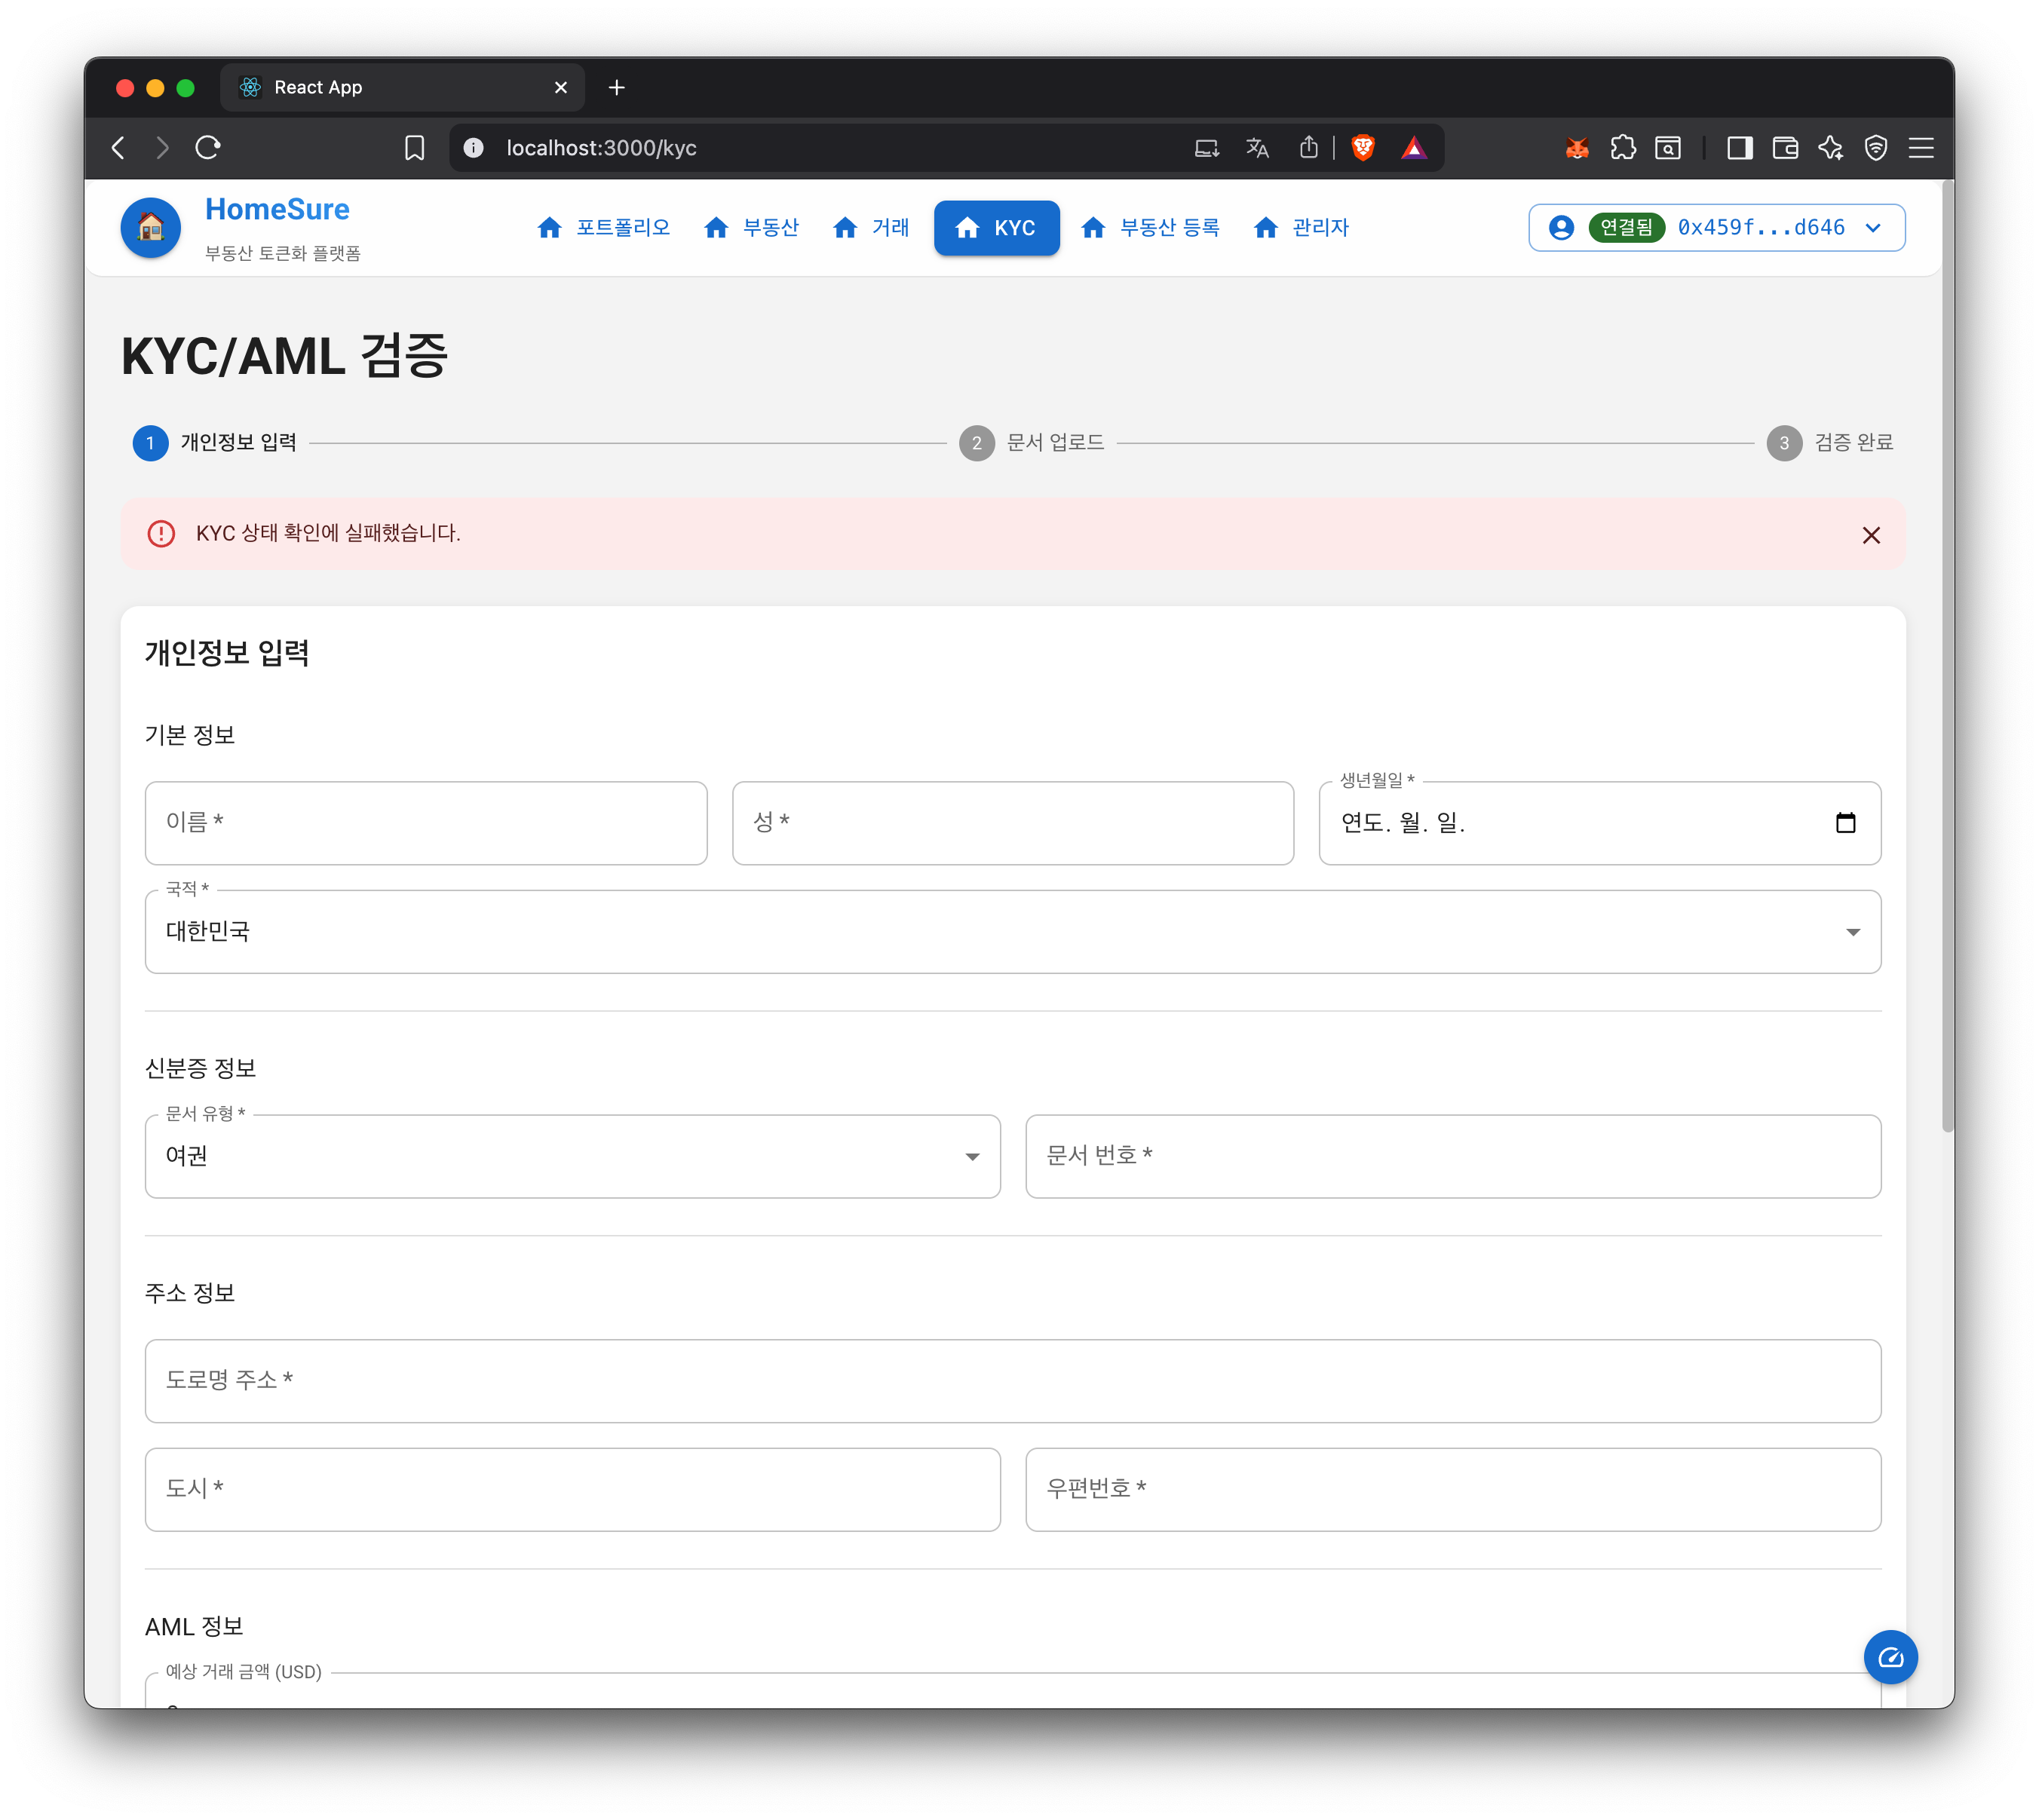 React App
localhost:3000/kyc
HomeSure
부동산 토큰화 플랫폼
포트폴리오
부동산
거래
KYC
부동산 등록
관리자
연결됨 0x459f...d646
KYC/AML 검증
1 개인정보 입력
2 문서 업로드
3 검증 완료
KYC 상태 확인에 실패했습니다.
개인정보 입력
기본 정보
이름 *
성 *
생년월일 *
연도. 월. 일.
국적 *
대한민국
신분증 정보
문서 유형 *
여권
문서 번호 *
주소 정보
도로명 주소 *
도시 *
우편번호 *
AML 정보
예상 거래 금액 (USD)